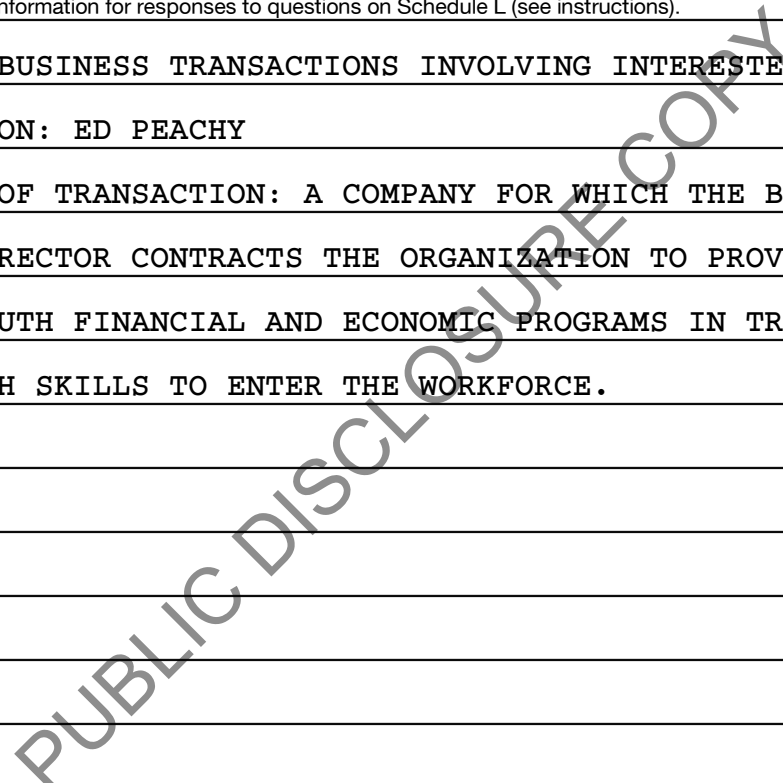 nformation for responses to questions on Schedule L (see instructions).
BUSINESS TRANSACTIONS INVOLVING INTERESTE
ON: ED PEACHY
OF TRANSACTION: A COMPANY FOR WHICH THE B
RECTOR CONTRACTS THE ORGANIZATION TO PROV
UTH FINANCIAL AND ECONOMIC PROGRAMS IN TR
H SKILLS TO ENTER THE WORKFORCE.
PUBLIC DISCLOSURE COPY